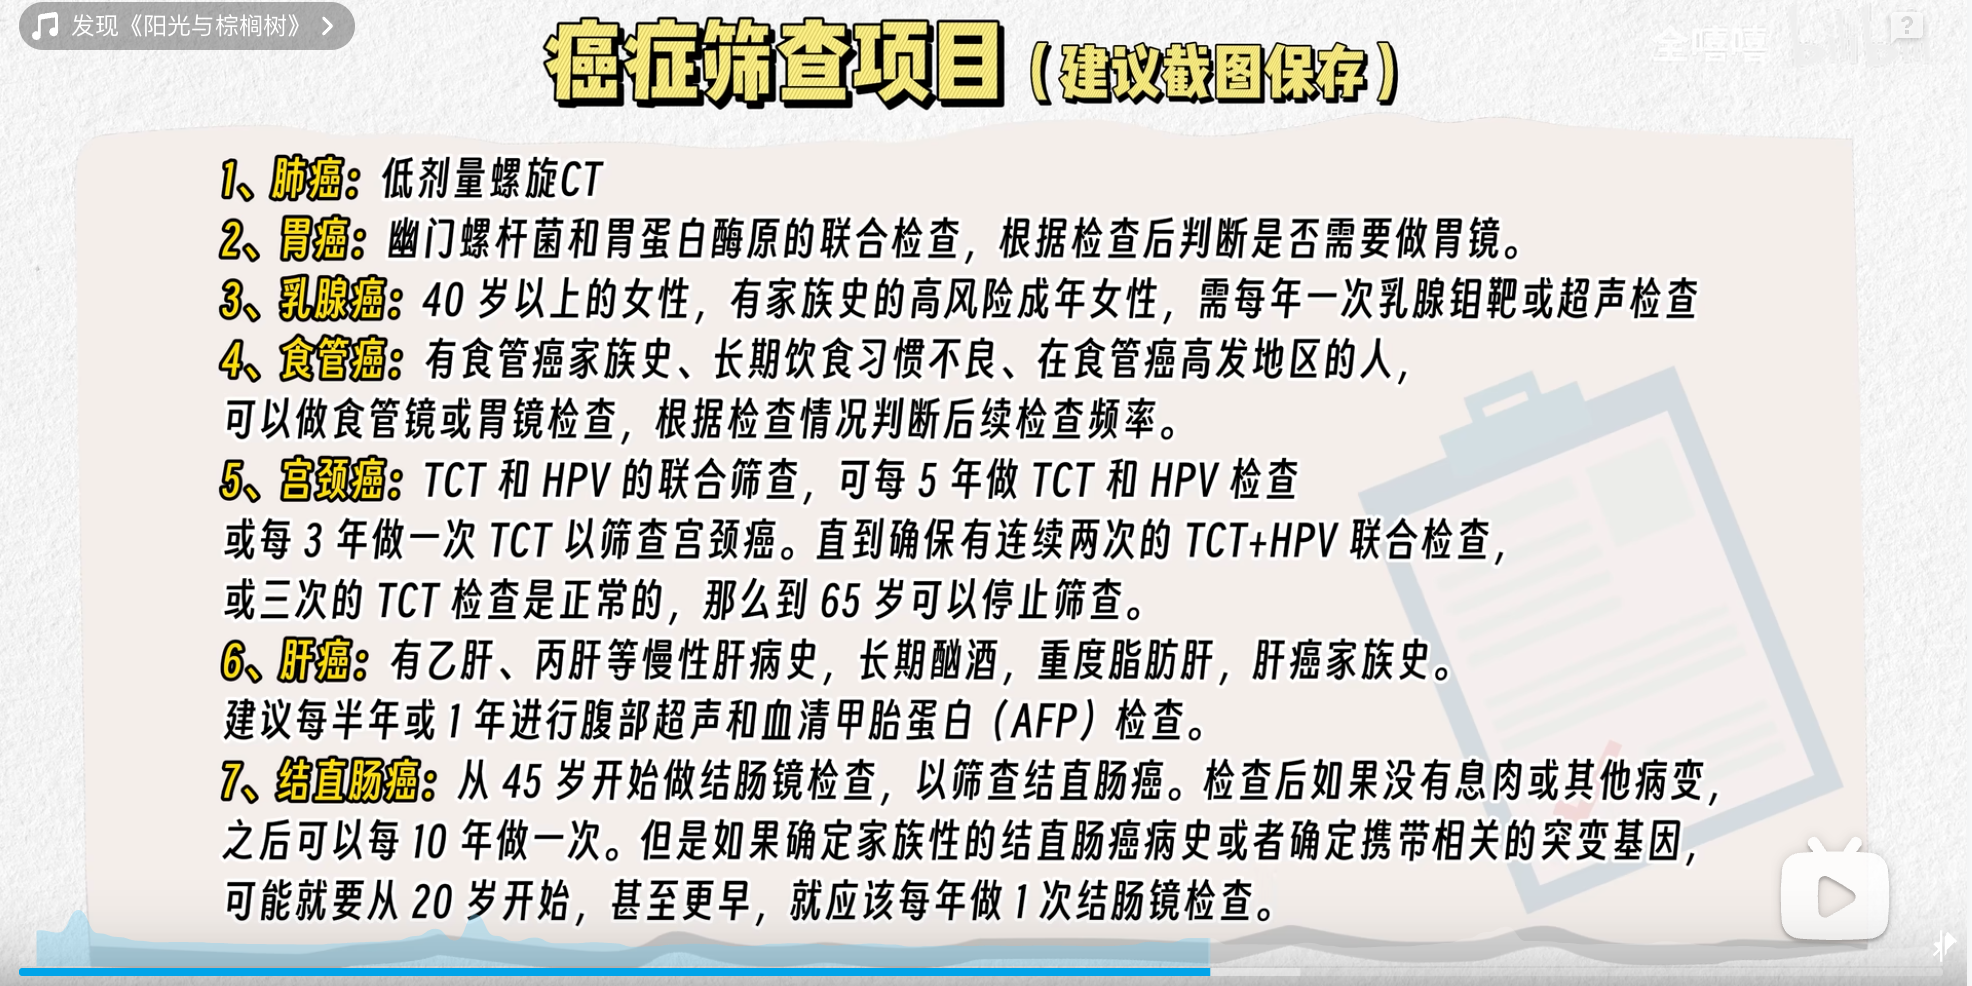 发现《阳光与棕榈树》
癌症筛查项目（建议截图保存）
1、肺癌：低剂量螺旋CT
2、胃癌：幽门螺杆菌和胃蛋白酶原的联合检查，根据检查后判断是否需要做胃镜。
3、乳腺癌：40 岁以上的女性，有家族史的高风险成年女性，需每年一次乳腺钼靶或超声检查
4、食管癌：有食管癌家族史、长期饮食习惯不良、在食管癌高发地区的人，
可以做食管镜或胃镜检查，根据检查情况判断后续检查频率。
5、宫颈癌：TCT 和 HPV 的联合筛查，可每 5 年做 TCT 和 HPV 检查
或每 3 年做一次 TCT 以筛查宫颈癌。直到确保有连续两次的 TCT+HPV 联合检查，
或三次的 TCT 检查是正常的，那么到 65 岁可以停止筛查。
6、肝癌：有乙肝、丙肝等慢性肝病史，长期酗酒，重度脂肪肝，肝癌家族史。
建议每半年或 1 年进行腹部超声和血清甲胎蛋白（AFP）检查。
7、结直肠癌：从 45 岁开始做结肠镜检查，以筛查结直肠癌。检查后如果没有息肉或其他病变，
之后可以每 10 年做一次。但是如果确定家族性的结直肠癌病史或者确定携带相关的突变基因，
可能就要从 20 岁开始，甚至更早，就应该每年做 1 次结肠镜检查。